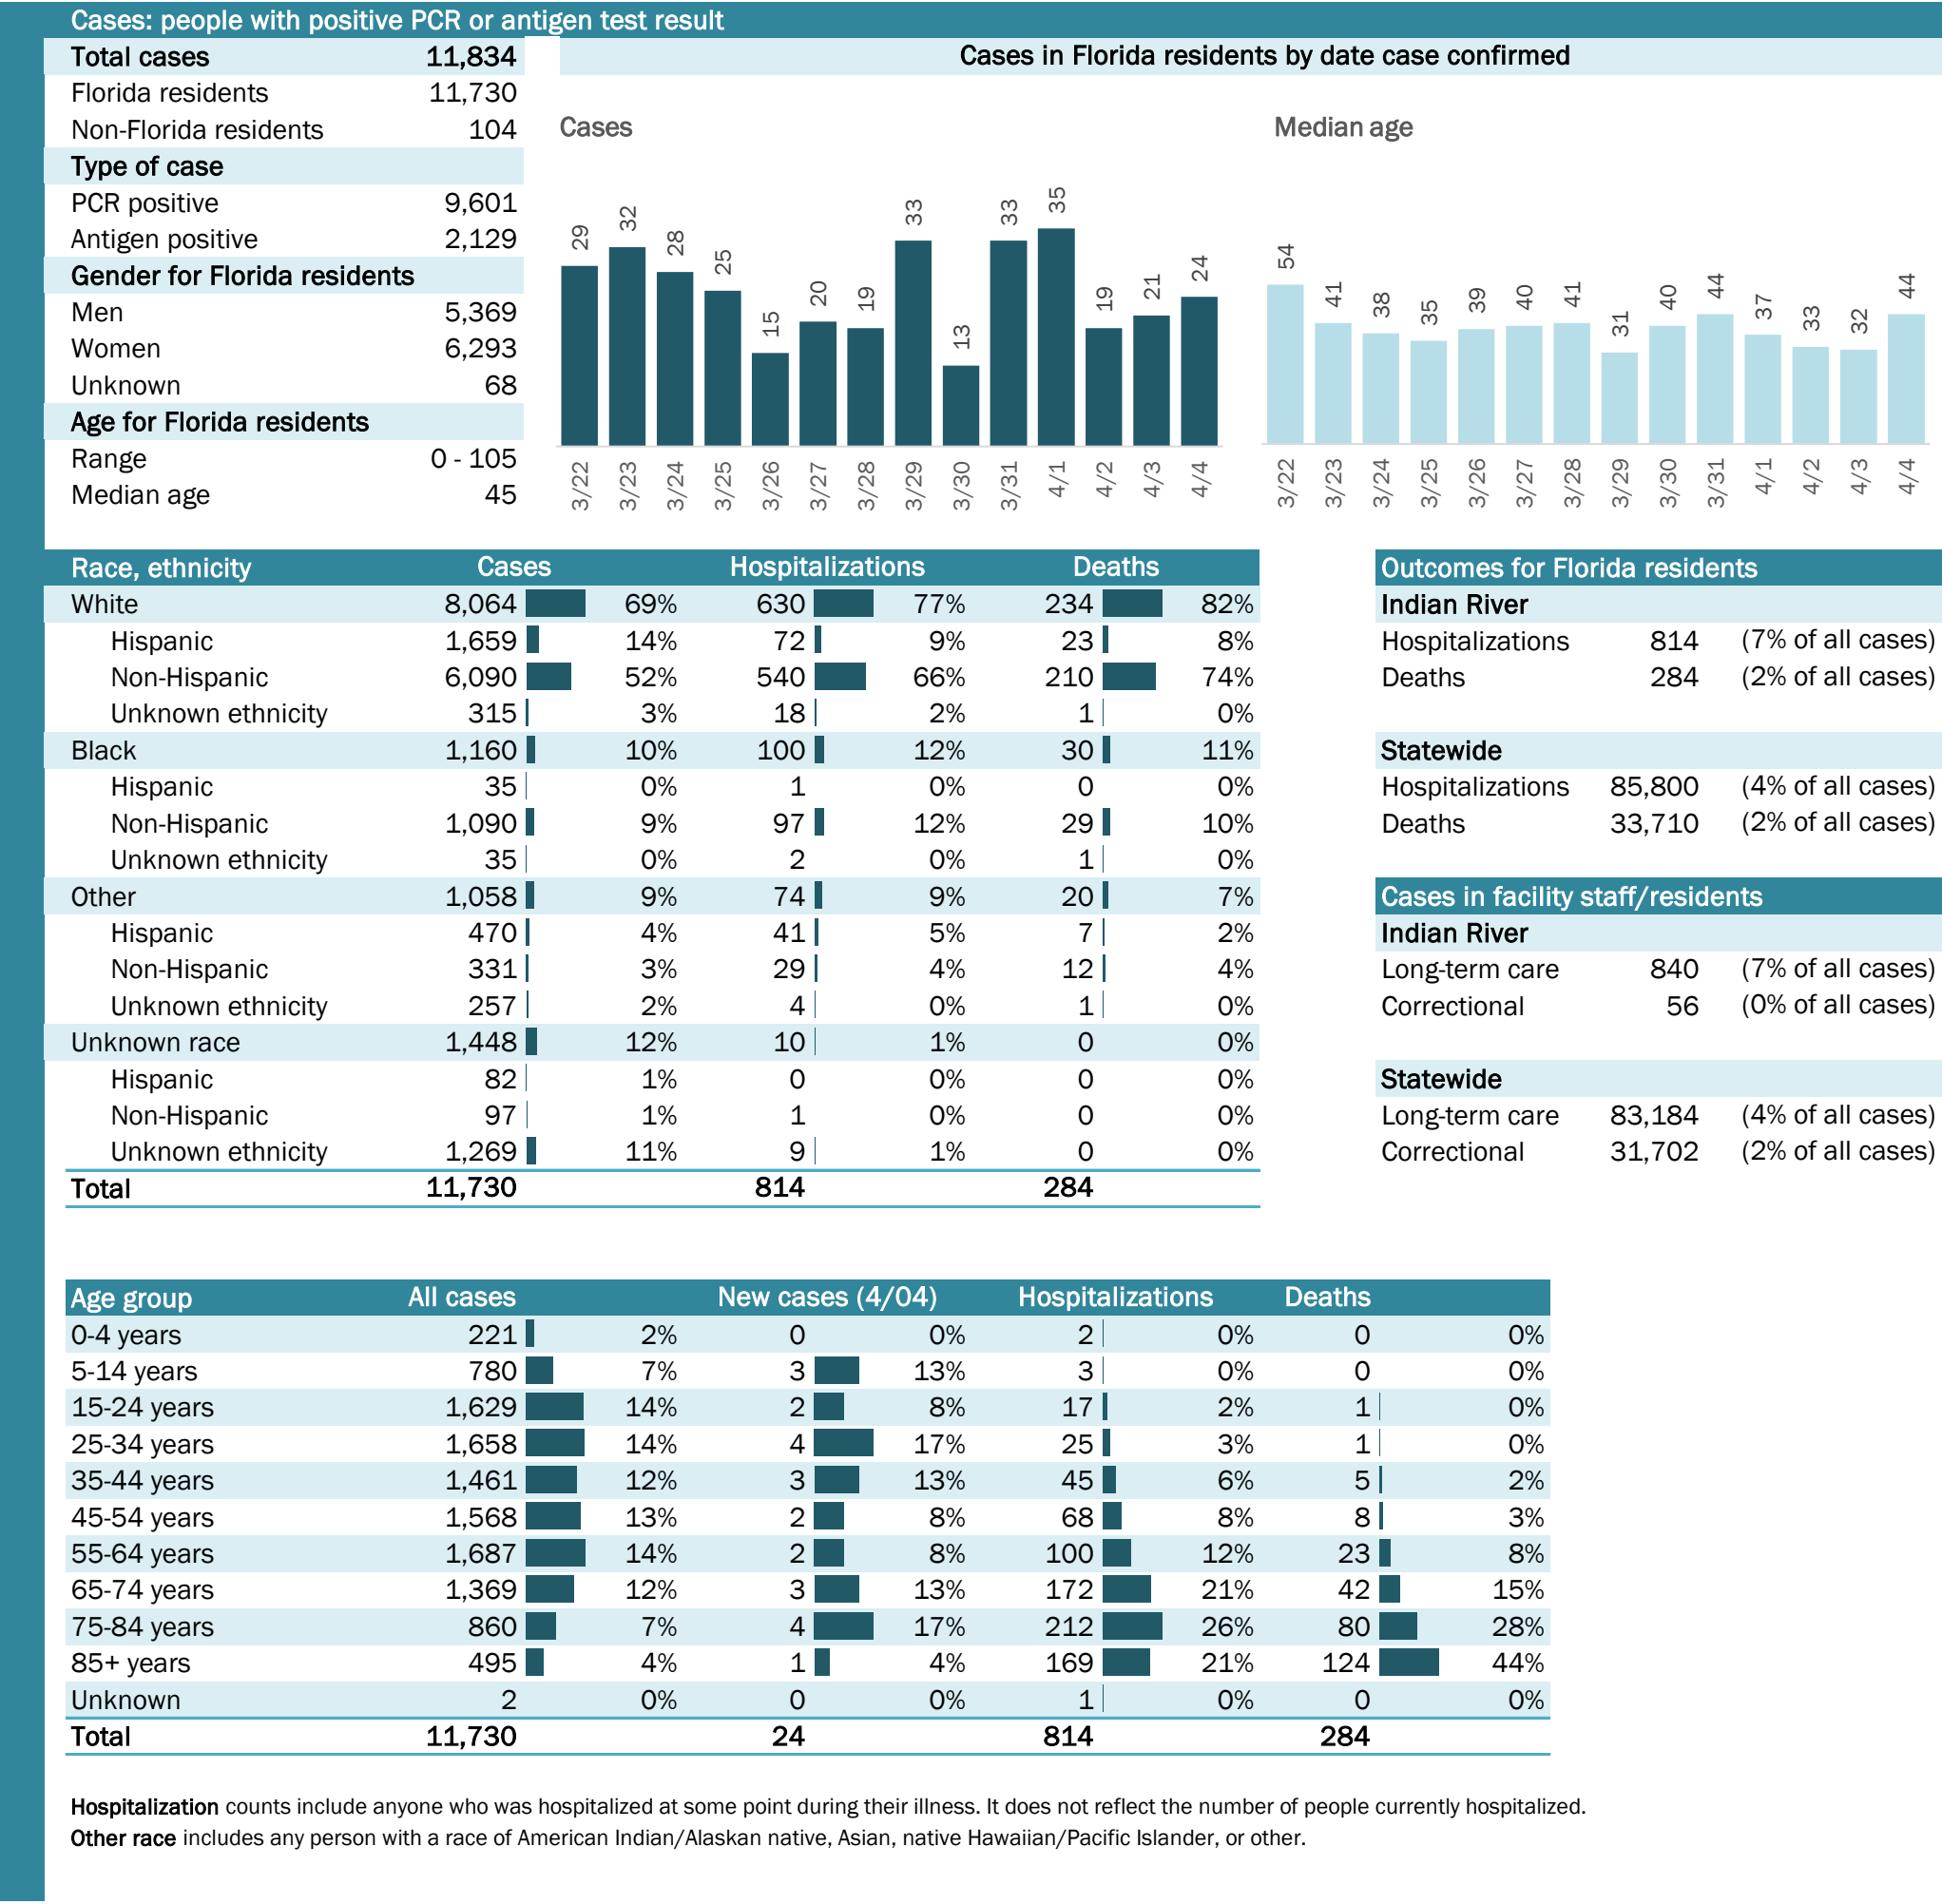 Cases: people with positive PCR or antigen test result
Total cases 11,834
Florida residents 11,730
Non-Florida residents 104
Type of case
PCR positive 9,601
Antigen positive 2,129
Gender for Florida residents
Men 5,369
Women 6,293
Unknown 68
Age for Florida residents
Range 0 - 105
Median age 45
Cases in Florida residents by date case confirmed
Cases
29 32 28 25 15 20 19 33 13 33 35 19 21 24
3/22 3/23 3/24 3/25 3/26 3/27 3/28 3/29 3/30 3/31 4/1 4/2 4/3 4/4
Median age
54 41 38 35 39 40 41 31 40 44 37 33 32 44
3/22 3/23 3/24 3/25 3/26 3/27 3/28 3/29 3/30 3/31 4/1 4/2 4/3 4/4
Race, ethnicity Cases Hospitalizations Deaths
White 8,064 69% 630 77% 234 82%
Hispanic 1,659 14% 72 9% 23 8%
Non-Hispanic 6,090 52% 540 66% 210 74%
Unknown ethnicity 315 3% 18 2% 1 0%
Black 1,160 10% 100 12% 30 11%
Hispanic 35 0% 1 0% 0 0%
Non-Hispanic 1,090 9% 97 12% 29 10%
Unknown ethnicity 35 0% 2 0% 1 0%
Other 1,058 9% 74 9% 20 7%
Hispanic 470 4% 41 5% 7 2%
Non-Hispanic 331 3% 29 4% 12 4%
Unknown ethnicity 257 2% 4 0% 1 0%
Unknown race 1,448 12% 10 1% 0 0%
Hispanic 82 1% 0 0% 0 0%
Non-Hispanic 97 1% 1 0% 0 0%
Unknown ethnicity 1,269 11% 9 1% 0 0%
Total 11,730 814 284
Outcomes for Florida residents
Indian River
Hospitalizations 814 (7% of all cases)
Deaths 284 (2% of all cases)
Statewide
Hospitalizations 85,800 (4% of all cases)
Deaths 33,710 (2% of all cases)
Cases in facility staff/residents
Indian River
Long-term care 840 (7% of all cases)
Correctional 56 (0% of all cases)
Statewide
Long-term care 83,184 (4% of all cases)
Correctional 31,702 (2% of all cases)
Age group All cases New cases (4/04) Hospitalizations Deaths
0-4 years 221 2% 0 0% 2 0% 0 0%
5-14 years 780 7% 3 13% 3 0% 0 0%
15-24 years 1,629 14% 2 8% 17 2% 1 0%
25-34 years 1,658 14% 4 17% 25 3% 1 0%
35-44 years 1,461 12% 3 13% 45 6% 5 2%
45-54 years 1,568 13% 2 8% 68 8% 8 3%
55-64 years 1,687 14% 2 8% 100 12% 23 8%
65-74 years 1,369 12% 3 13% 172 21% 42 15%
75-84 years 860 7% 4 17% 212 26% 80 28%
85+ years 495 4% 1 4% 169 21% 124 44%
Unknown 2 0% 0 0% 1 0% 0 0%
Total 11,730 24 814 284
Hospitalization counts include anyone who was hospitalized at some point during their illness. It does not reflect the number of people currently hospitalized.
Other race includes any person with a race of American Indian/Alaskan native, Asian, native Hawaiian/Pacific Islander, or other.